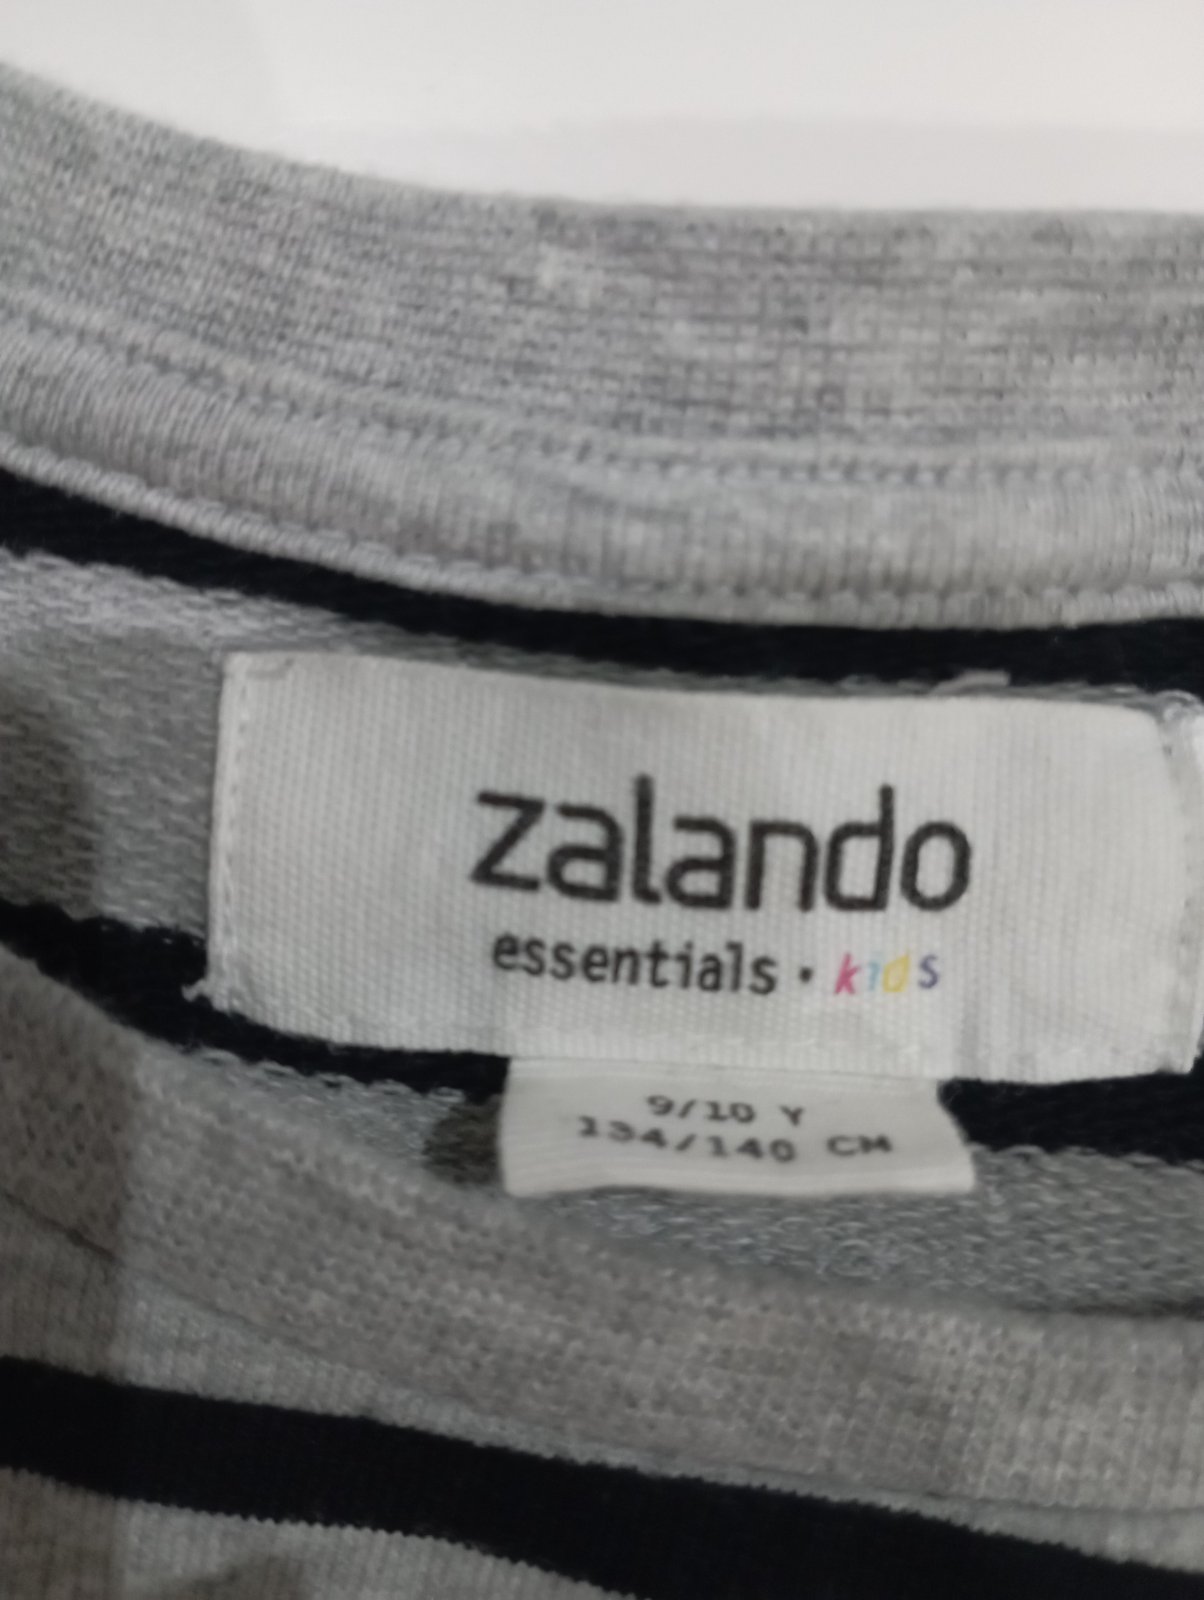 zalando
essentials · kids
9/10 Y
134/140 CM